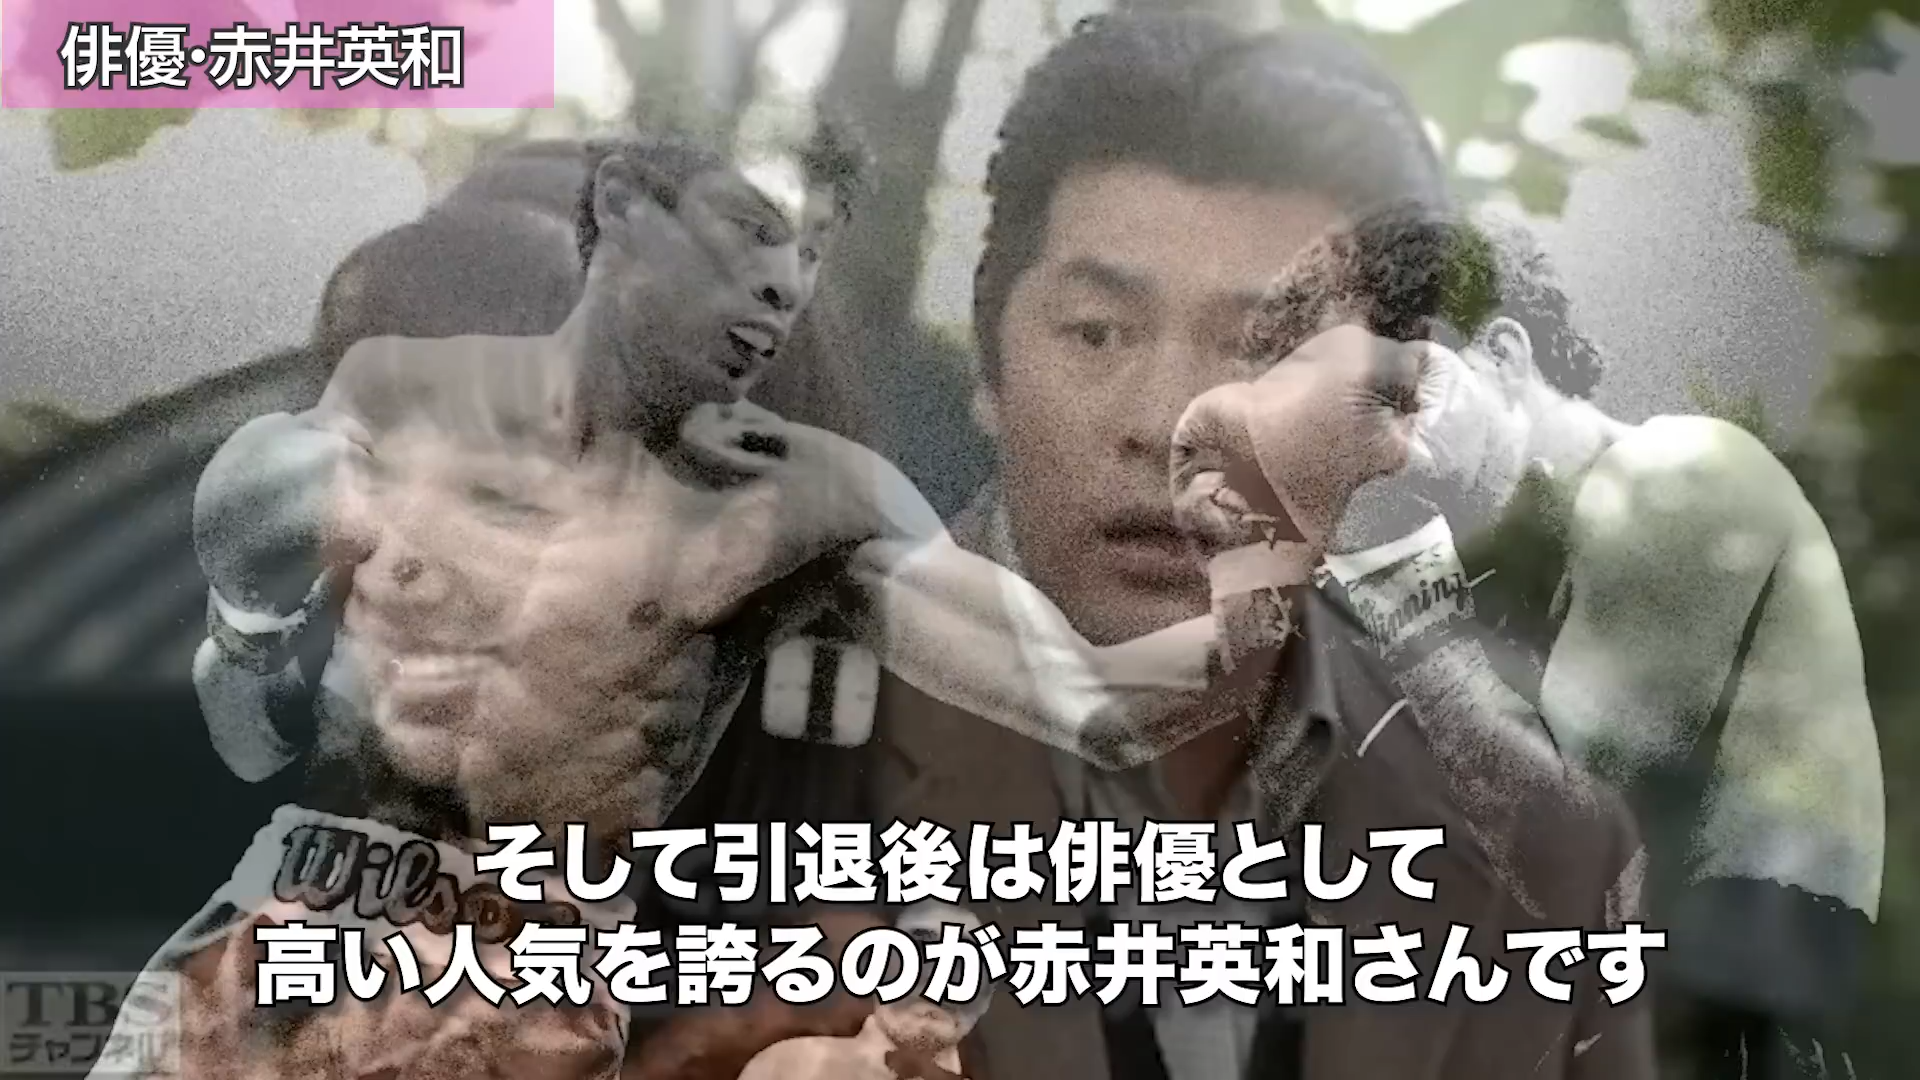 俳優・赤井英和
Winning
Wilson
そして引退後は俳優として
高い人気を誇るのが赤井英和さんです
TBS
チャンネル